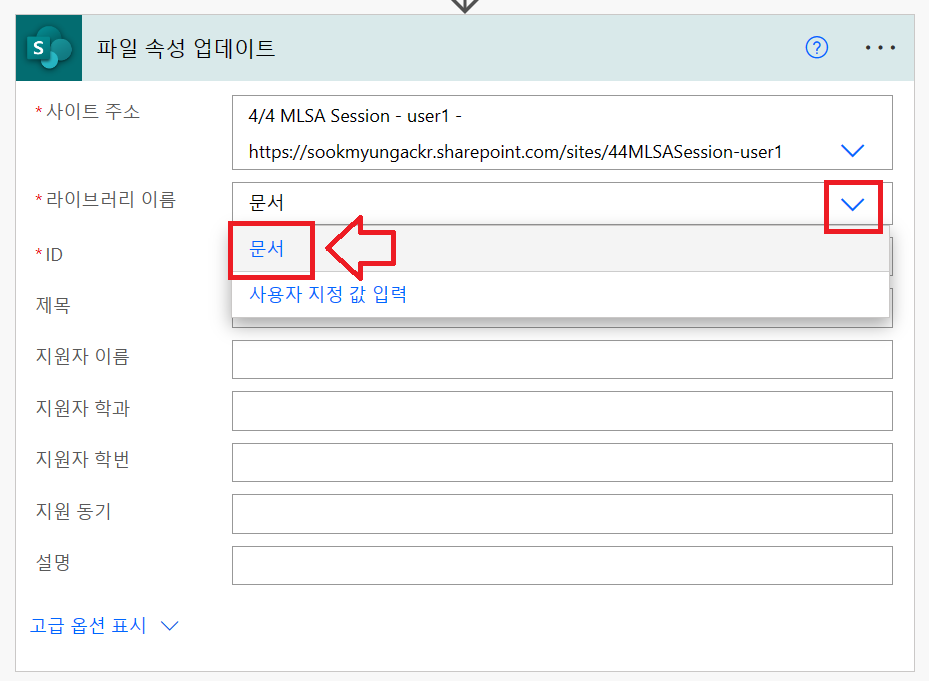 S
파일 속성 업데이트
?
*사이트 주소
4/4 MLSA Session - user1 -
https://sookmyungackr.sharepoint.com/sites/44MLSASession-user1
*라이브러리 이름
문서
*ID
문서
제목
사용자 지정 값 입력
지원자 이름
지원자 학과
지원자 학번
지원 동기
설명
고급 옵션 표시